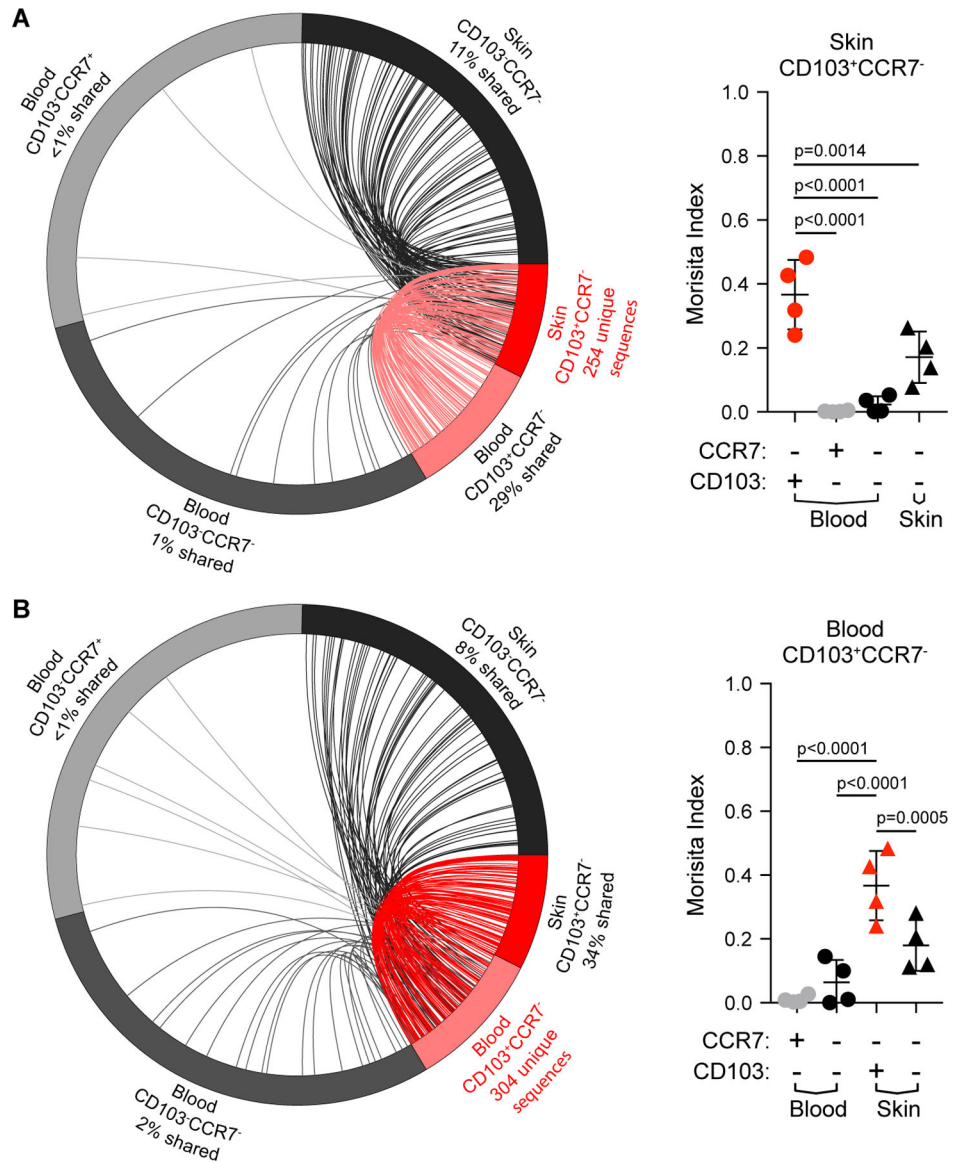 A
Blood
CD103-CCR7+
<1% shared
Skin
CD103-CCR7-
11% shared
Skin
CD103+CCR7-
254 unique
sequences
Blood
CD103+CCR7-
29% shared
Blood
CD103-CCR7-
1% shared
Skin
CD103+CCR7-
Morisita Index
1.0
0.8
0.6
0.4
0.2
0.0
p=0.0014
p<0.0001
p<0.0001
CCR7: - + - -
CD103: + - - -
Blood Skin
B
Blood
CD103-CCR7+
<1% shared
Skin
CD103-CCR7-
8% shared
Skin
CD103+CCR7-
34% shared
Blood
CD103+CCR7-
304 unique
sequences
Blood
CD103-CCR7-
2% shared
Blood
CD103+CCR7-
Morisita Index
1.0
0.8
0.6
0.4
0.2
0.0
p<0.0001
p<0.0001
p=0.0005
CCR7: + - - -
CD103: - - + -
Blood Skin